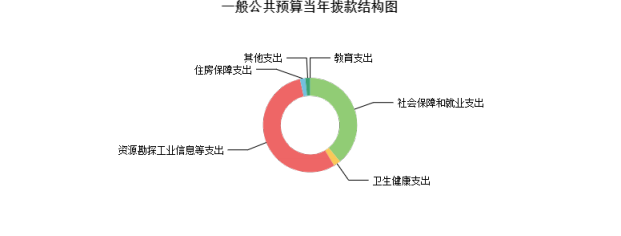 一般公共预算当年拨款结构图
其他支出
教育支出
住房保障支出
社会保障和就业支出
资源勘探工业信息等支出
卫生健康支出